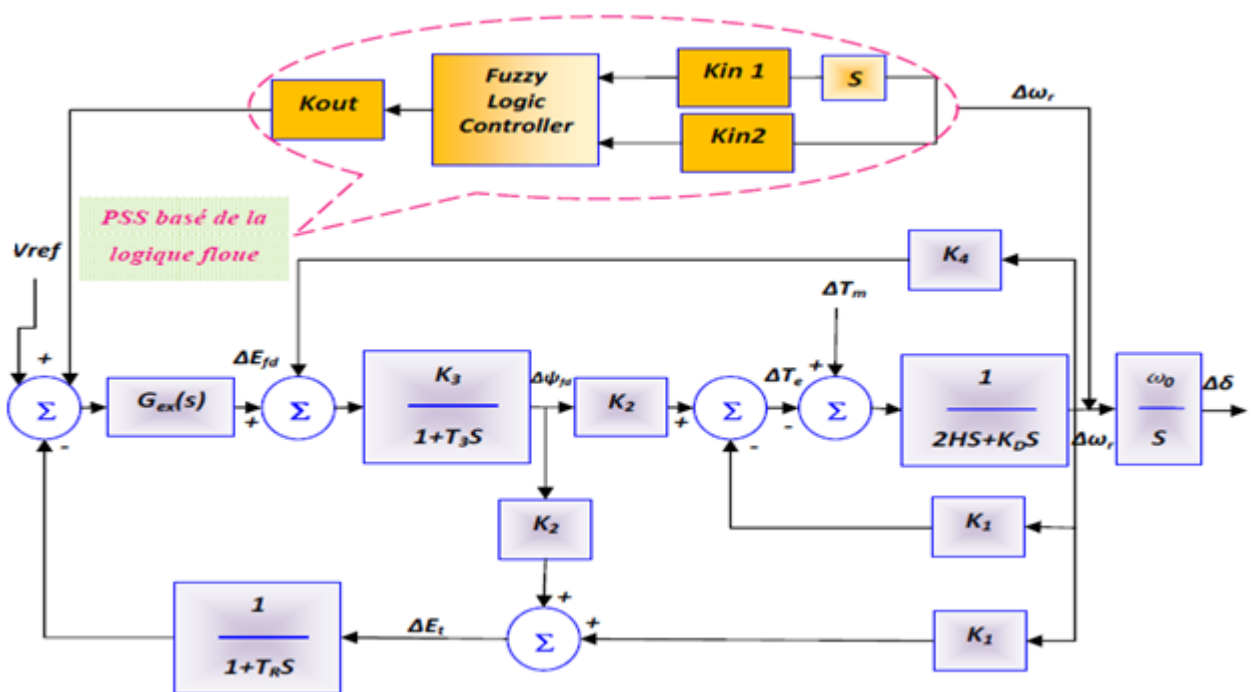 Kout
Fuzzy
Logic
Controller
Kin 1
S
Kin2
Δωr
PSS basé de la
logique floue
Vref
K4
ΔTm
+
Σ
-
Gex(s)
ΔEfd
+
Σ
K3
1+T3S
Δψfd
K2
+
Σ
-
ΔTe
+
-
Σ
1
2HS+KDS
Δωr
ω0
S
Δδ
K2
K1
1
1+TRS
ΔEt
+
Σ
+
K1